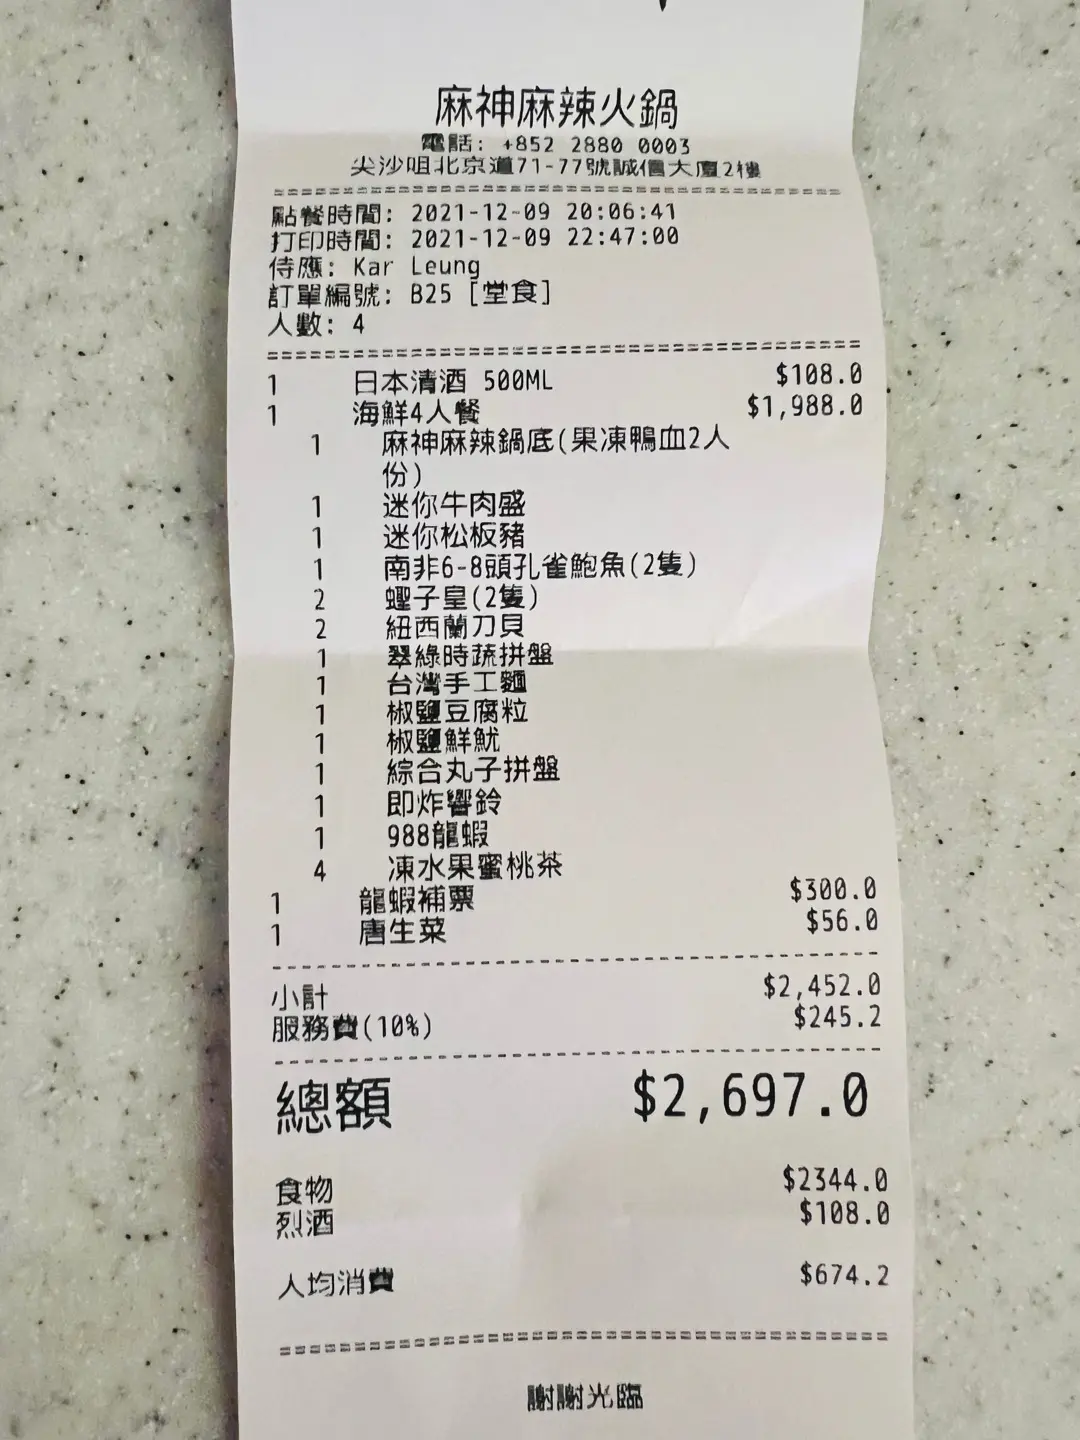 麻神麻辣火鍋
電話: +852 2880 0003
尖沙咀北京道71-77號誠信大廈2樓
點餐時間: 2021-12-09 20:06:41
打印時間: 2021-12-09 22:47:00
侍應: Kar Leung
訂單編號: B25 [堂食]
人數: 4
1 日本清酒 500ML $108.0
1 海鮮4人餐 $1,988.0
1 麻神麻辣鍋底(果凍鴨血2人
份)
1 迷你牛肉盛
1 迷你松板豬
1 南非6-8頭孔雀鮑魚(2隻)
2 蟶子皇(2隻)
2 紐西蘭刀貝
1 翠綠時蔬拼盤
1 台灣手工麵
1 椒鹽豆腐粒
1 椒鹽鮮魷
1 綜合丸子拼盤
1 即炸響鈴
1 988龍蝦
4 凍水果蜜桃茶
1 龍蝦補票 $300.0
1 唐生菜 $56.0
小計 $2,452.0
服務費(10%) $245.2
總額 $2,697.0
食物 $2344.0
烈酒 $108.0
人均消費 $674.2
謝謝光臨